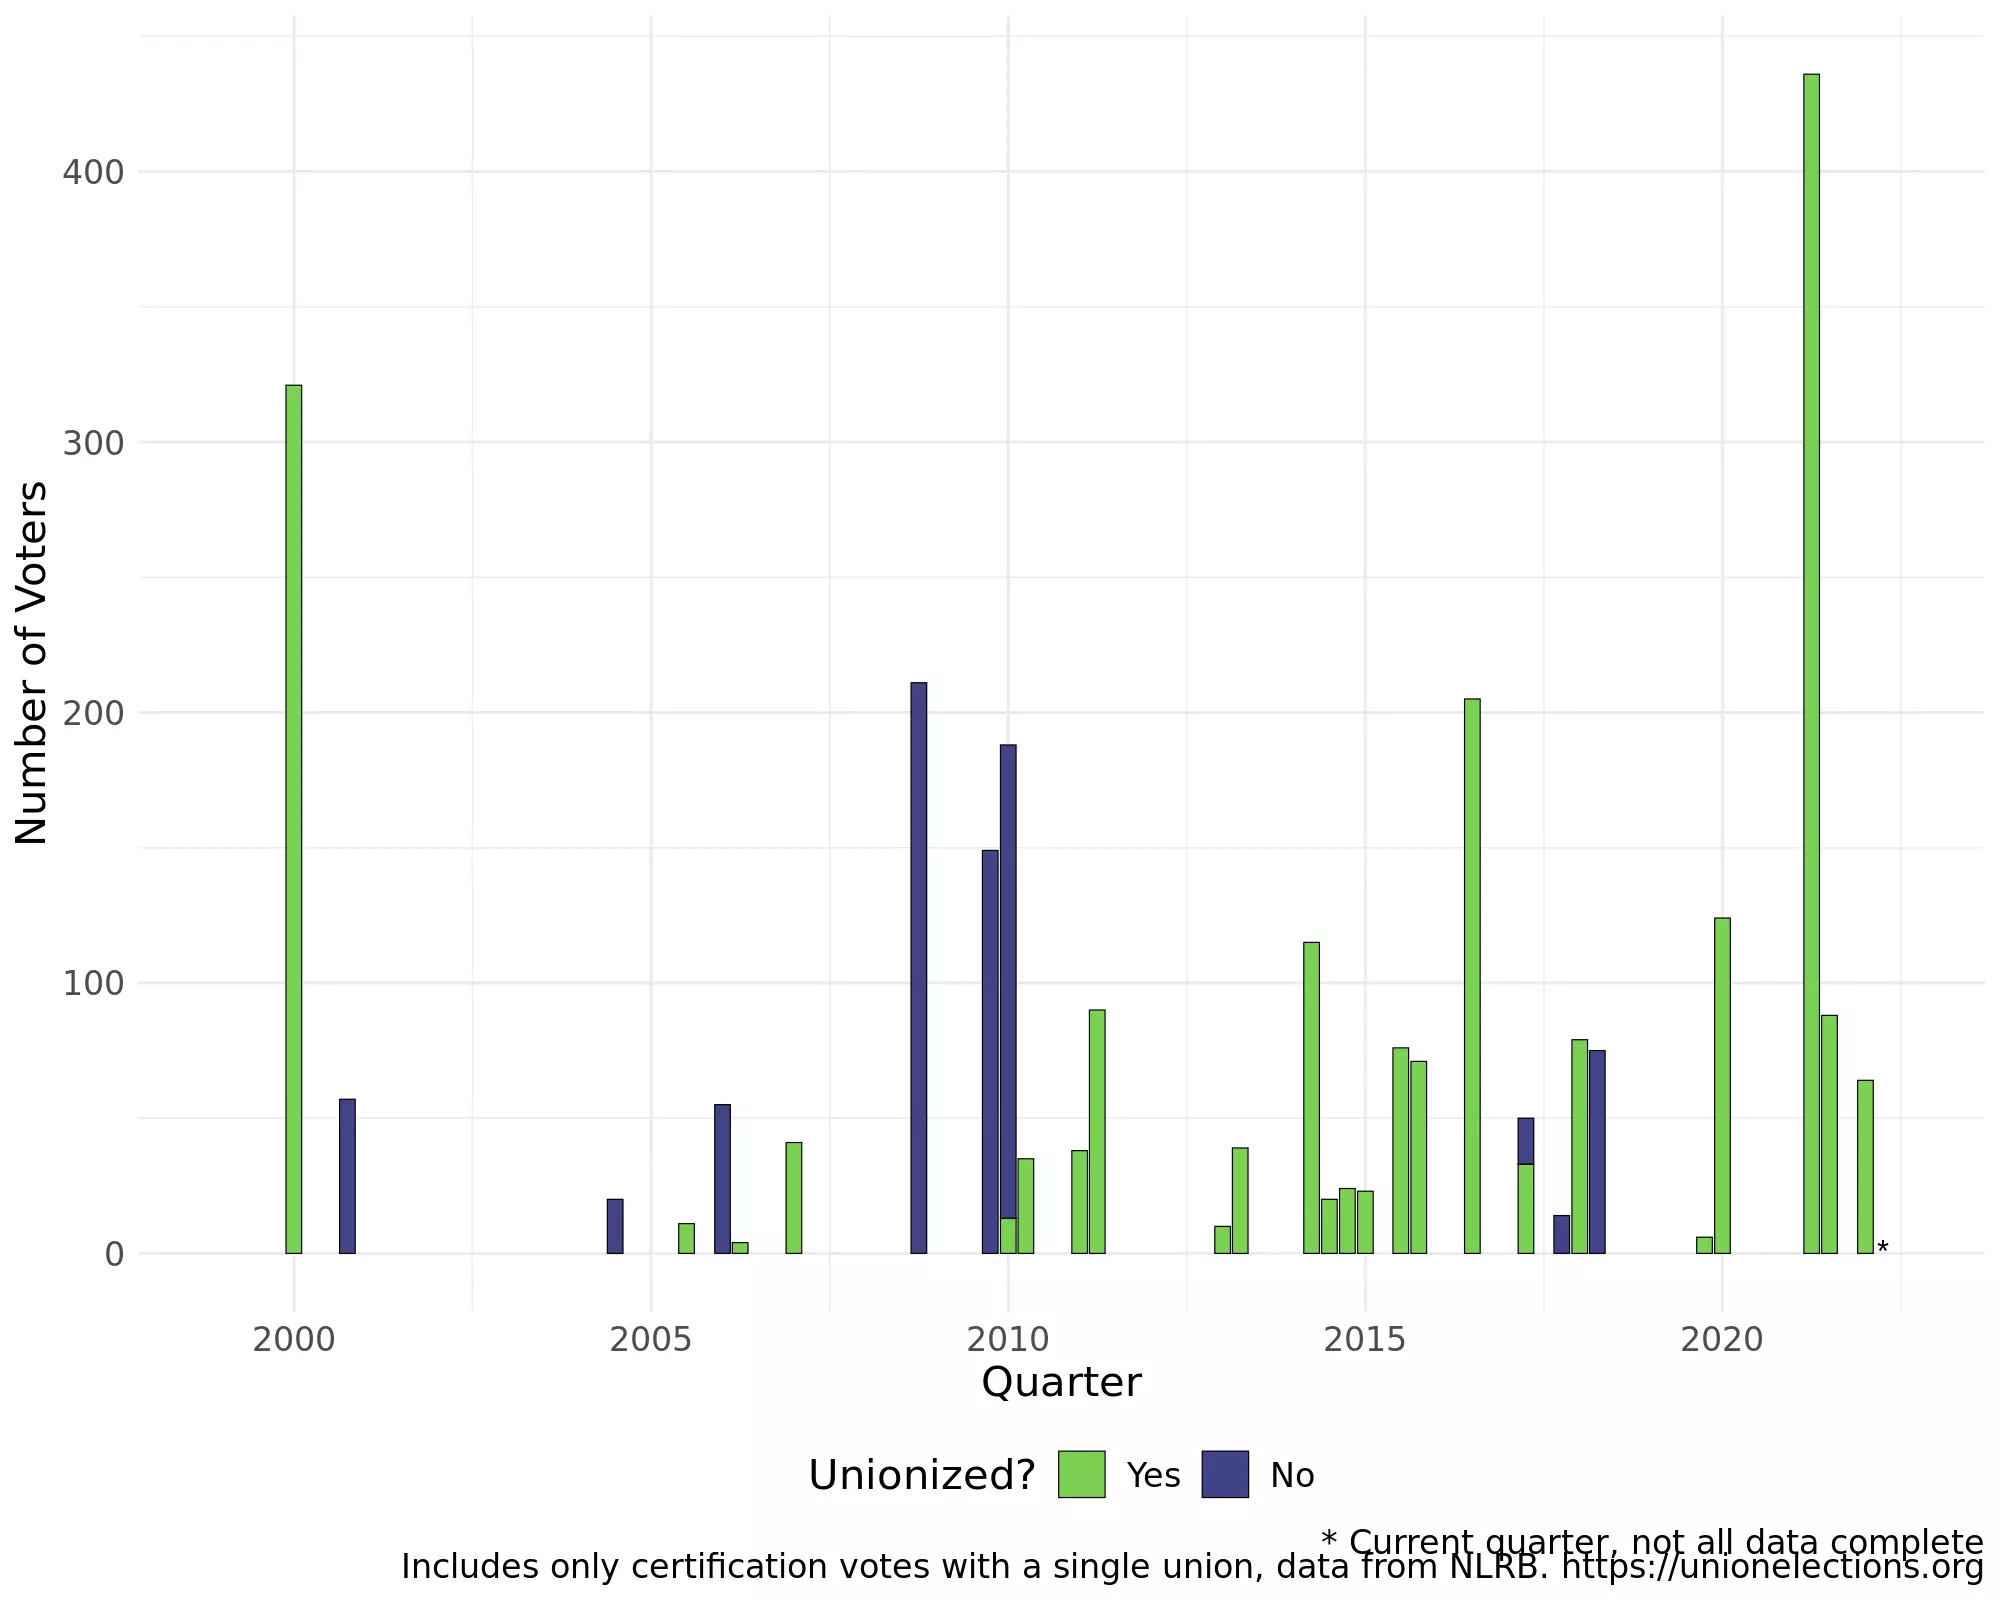 400
300
200
100
0
Number of Voters
*
2000 2005 2010 2015 2020
Quarter
Unionized? Yes No
* Current quarter, not all data complete
Includes only certification votes with a single union, data from NLRB. https://unionelections.org